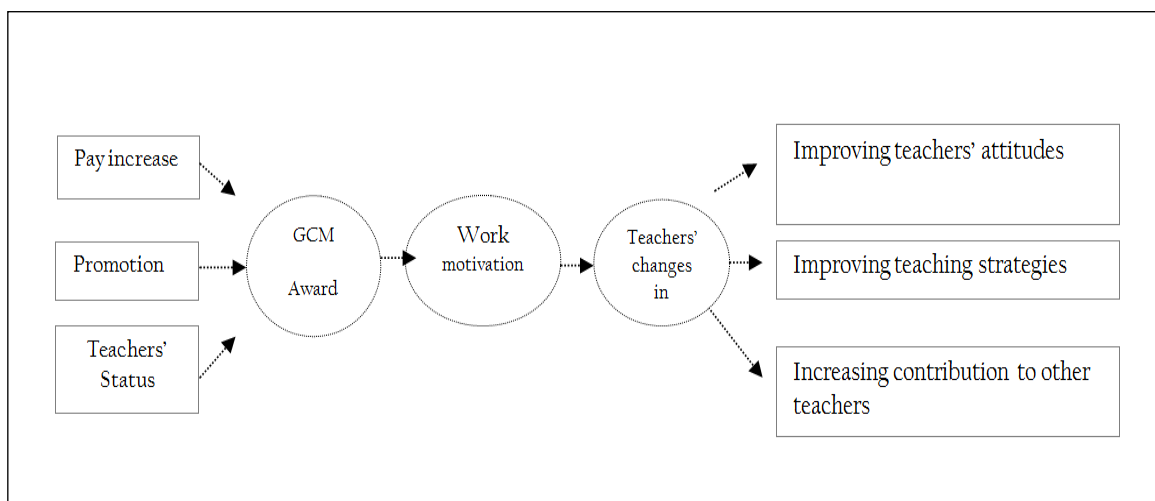 Pay increase
Promotion
Teachers’
Status
GCM
Award
Work
motivation
Teachers’
changes
in
Improving teachers’ attitudes
Improving teaching strategies
Increasing contribution to other
teachers